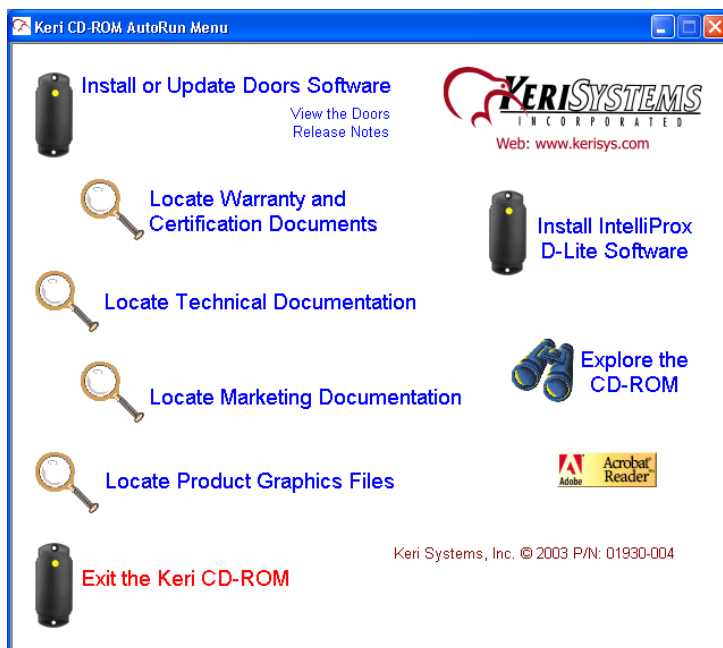 Keri CD-ROM AutoRun Menu
Install or Update Doors Software
View the Doors
Release Notes
KERISYSTEMS
INCORPORATED
Web: www.kerisys.com
Locate Warranty and
Certification Documents
Install IntelliProx
D-Lite Software
Locate Technical Documentation
Explore the
CD-ROM
Locate Marketing Documentation
Locate Product Graphics Files
Adobe
Acrobat®
Reader™
Keri Systems, Inc. © 2003 P/N: 01930-004
Exit the Keri CD-ROM